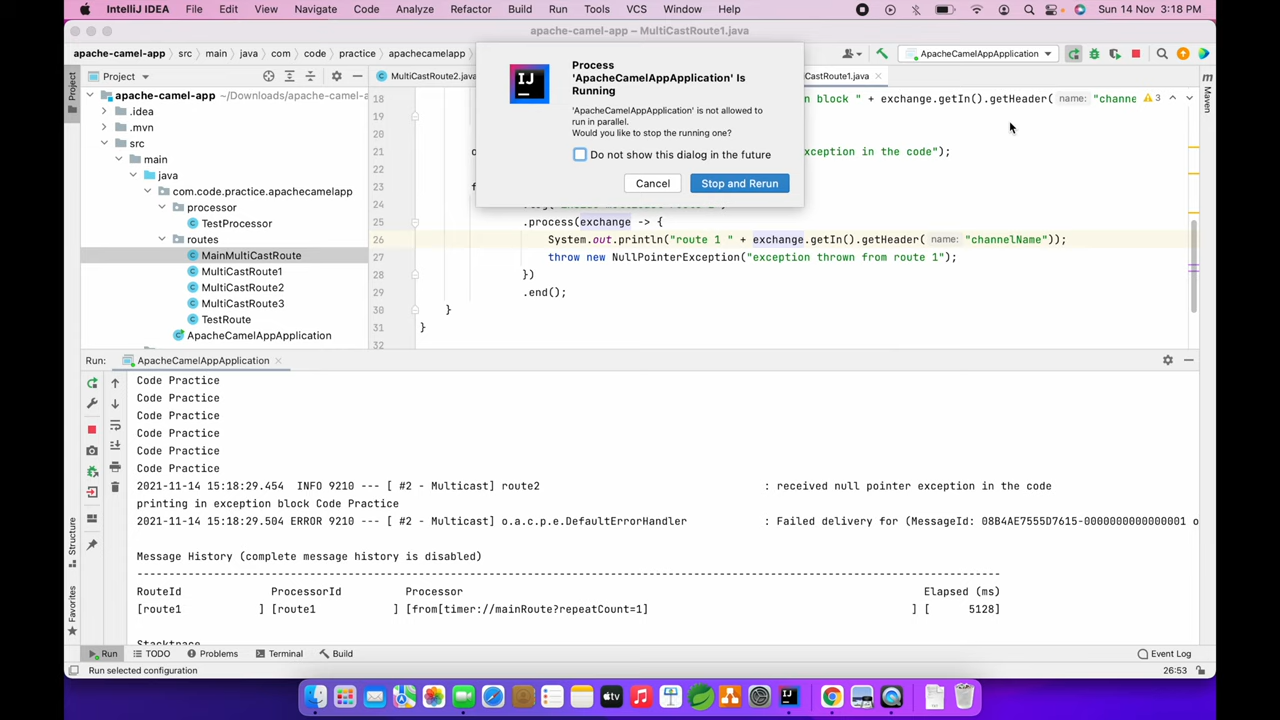 IntelliJ IDEA File Edit View Navigate Code Analyze Refactor Build Run Tools VCS Window Help Sun 14 Nov 3:18 PM
apache-camel-app – MultiCastRoute1.java
apache-camel-app src main java com code practice apachecamelapp ApacheCamelAppApplication
Project MultiCastRoute2.java CastRoute1.java
Process
'ApacheCamelAppApplication' Is
Running
'ApacheCamelAppApplication' is not allowed to
run in parallel.
Would you like to stop the running one?
Do not show this dialog in the future
Cancel Stop and Rerun
Project
Maven
apache-camel-app ~/Downloads/apache-camel-a
.idea
.mvn
src
main
java
com.code.practice.apachecamelapp
processor
TestProcessor
routes
MainMultiCastRoute
MultiCastRoute1
MultiCastRoute2
MultiCastRoute3
TestRoute
ApacheCamelAppApplication
18 n block " + exchange.getIn().getHeader( name: "channe 3
19
20
21 xception in the code");
22
23
24
25 .process(exchange -> {
26 System.out.println("route 1 " + exchange.getIn().getHeader( name: "channelName"));
27 throw new NullPointerException("exception thrown from route 1");
28 })
29 .end();
30 }
31 }
32
Run: ApacheCamelAppApplication
Code Practice
Code Practice
Code Practice
Code Practice
Code Practice
Code Practice
2021-11-14 15:18:29.454 INFO 9210 --- [ #2 - Multicast] route2 : received null pointer exception in the code
printing in exception block Code Practice
2021-11-14 15:18:29.504 ERROR 9210 --- [ #2 - Multicast] o.a.c.p.e.DefaultErrorHandler : Failed delivery for (MessageId: 08B4AE7555D7615-0000000000000001 o
Message History (complete message history is disabled)
---------------------------------------------------------------------------------------------------------------------------------------
RouteId ProcessorId Processor Elapsed (ms)
[route1 ] [route1 ] [from[timer://mainRoute?repeatCount=1] ] [ 5128]
Stacktrace
Structure
Favorites
Run TODO Problems Terminal Build Event Log
Run selected configuration 26:53